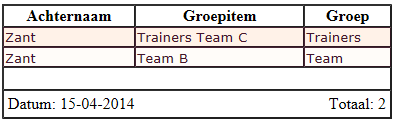 Achternaam Groepitem Groep
Zant Trainers Team C Trainers
Zant Team B Team
Datum: 15-04-2014 Totaal: 2